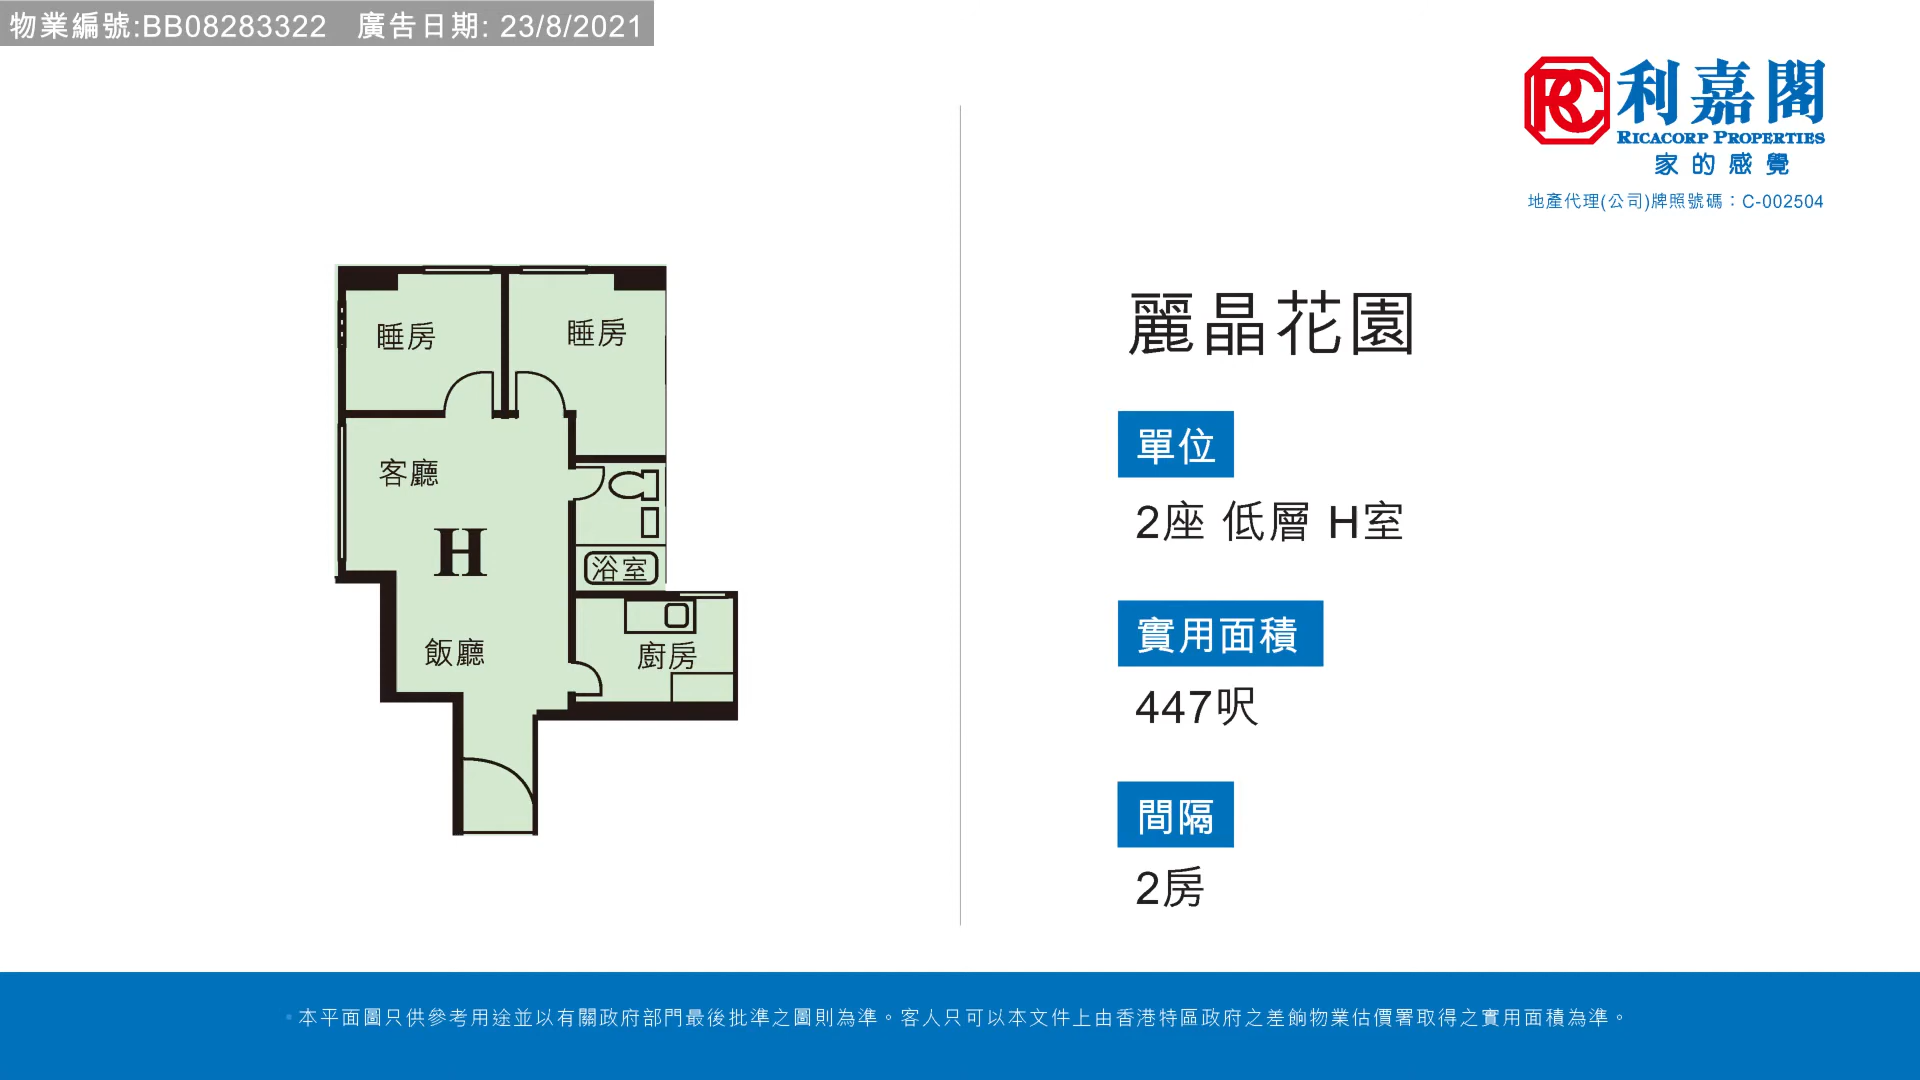 物業編號:BB08283322 廣告日期: 23/8/2021
RC
利嘉閣
RICACORP PROPERTIES
家的感覺
地產代理(公司)牌照號碼：C-002504
睡房 睡房
客廳
H
浴室
飯廳
廚房
麗晶花園
單位
2座 低層 H室
實用面積
447呎
間隔
2房
本平面圖只供參考用途並以有關政府部門最後批準之圖則為準。客人只可以本文件上由香港特區政府之差餉物業估價署取得之實用面積為準。